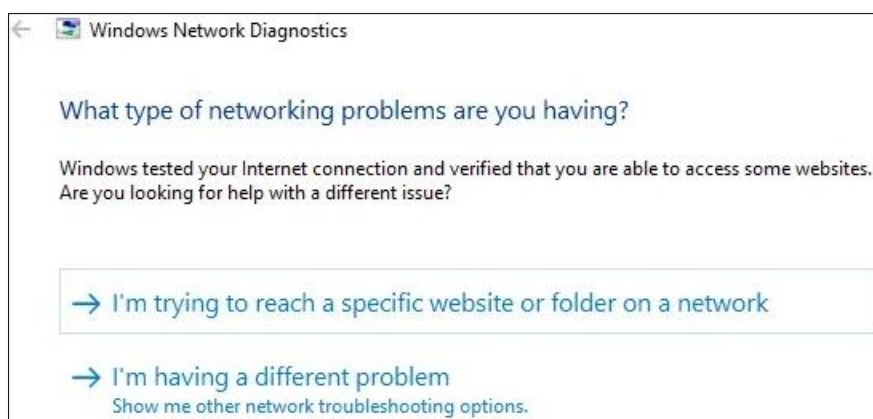 Windows Network Diagnostics
What type of networking problems are you having?
Windows tested your Internet connection and verified that you are able to access some websites.
Are you looking for help with a different issue?
I'm trying to reach a specific website or folder on a network
I'm having a different problem
Show me other network troubleshooting options.